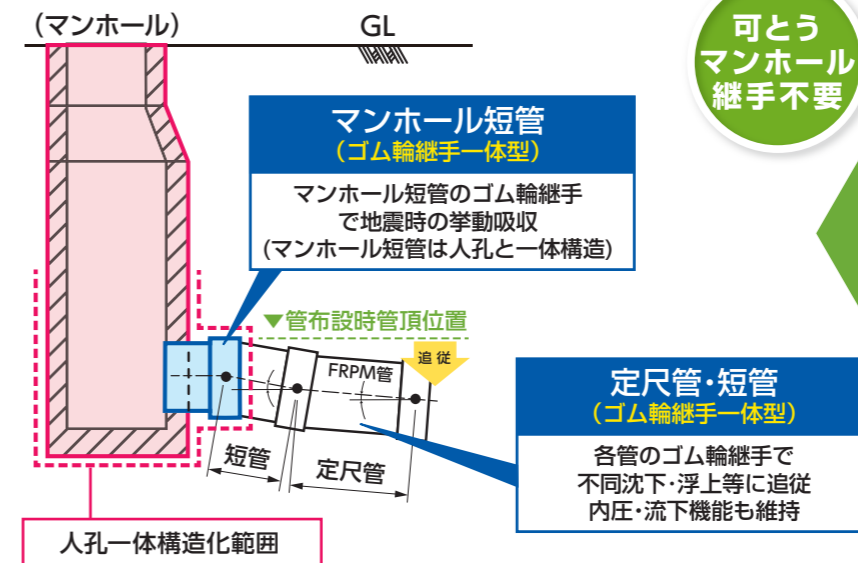 (マンホール)
GL
可とう
マンホール
継手不要
マンホール短管
(ゴム輪継手一体型)
マンホール短管のゴム輪継手
で地震時の挙動吸収
(マンホール短管は人孔と一体構造)
▼管布設時管頂位置
追従
FRPM管
短管
定尺管
定尺管・短管
(ゴム輪継手一体型)
各管のゴム輪継手で
不同沈下・浮上等に追従
内圧・流下機能も維持
人孔一体構造化範囲